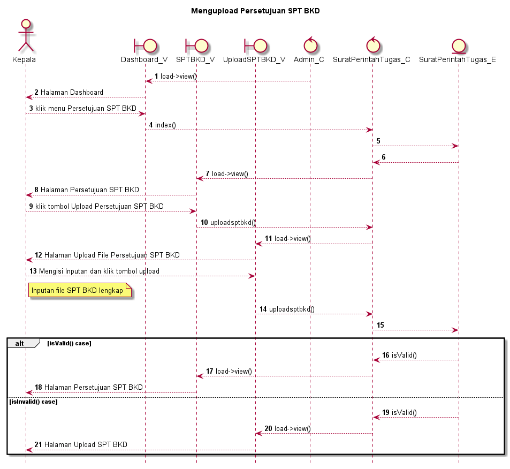 Mengupload Persetujuan SPT BKD
Kepala Dashboard_V SPTBKD_V UploadSPTBKD_V Admin_C SuratPerintahTugas_C SuratPerintahTugas_E
1 load->view()
2 Halaman Dashboard
3 klik menu Persetujuan SPT BKD
4 index()
5
6
7 load->view()
8 Halaman Persetujuan SPT BKD
9 klik tombol Upload Persetujuan SPT BKD
10 uploadsptbkd()
11 load->view()
12 Halaman Upload File Persetujuan SPT BKD
13 Mengisi Inputan dan klik tombol upload
Inputan file SPT BKD lengkap
14 uploadsptbkd()
15
alt [isValid() case]
16 isValid()
17 load->view()
18 Halaman Persetujuan SPT BKD
[isInvalid() case]
19 isValid()
20 load->view()
21 Halaman Upload SPT BKD